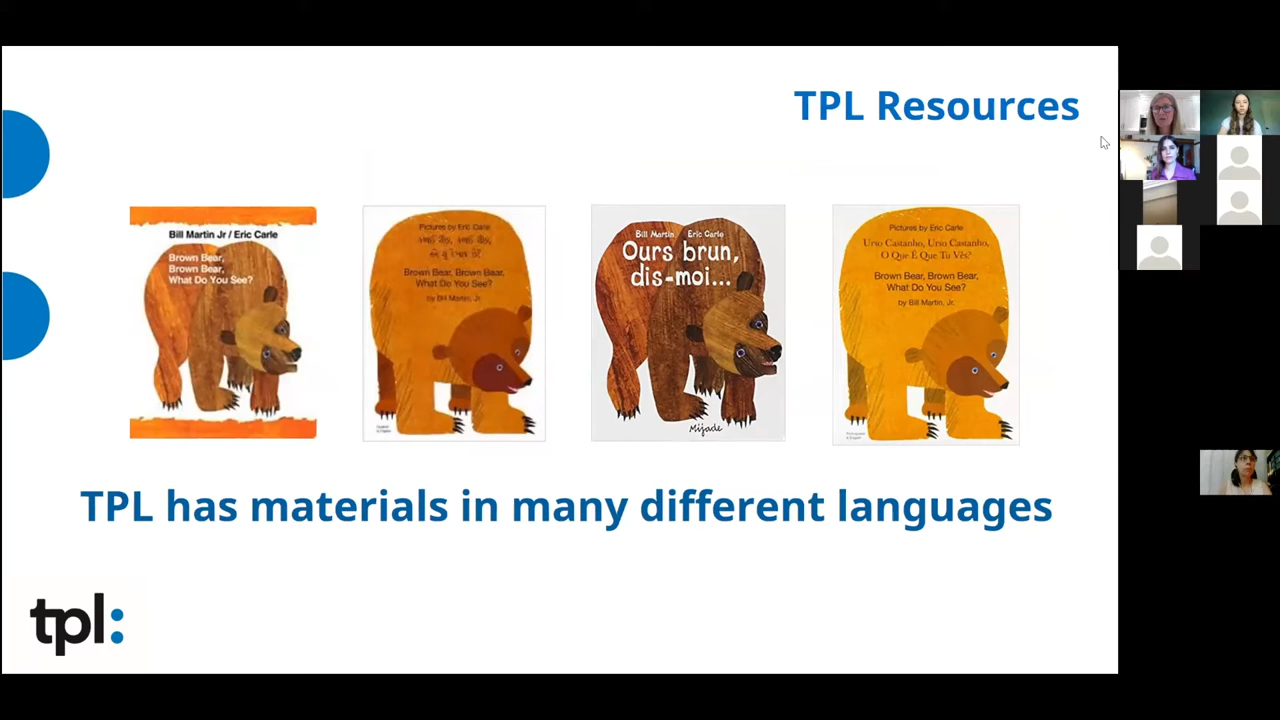 TPL Resources
Bill Martin Jr / Eric Carle
Brown Bear,
Brown Bear,
What Do You See?
Pictures by Eric Carle
Brown Bear, Brown Bear,
What Do You See?
by Bill Martin, Jr.
Bill Martin Eric Carle
Ours brun,
dis-moi...
Mijade
Pictures by Eric Carle
Urso Castanho, Urso Castanho,
O Que É Que Tu Vês?
Brown Bear, Brown Bear,
What Do You See?
by Bill Martin, Jr.
Portuguese
& English
TPL has materials in many different languages
tpl: